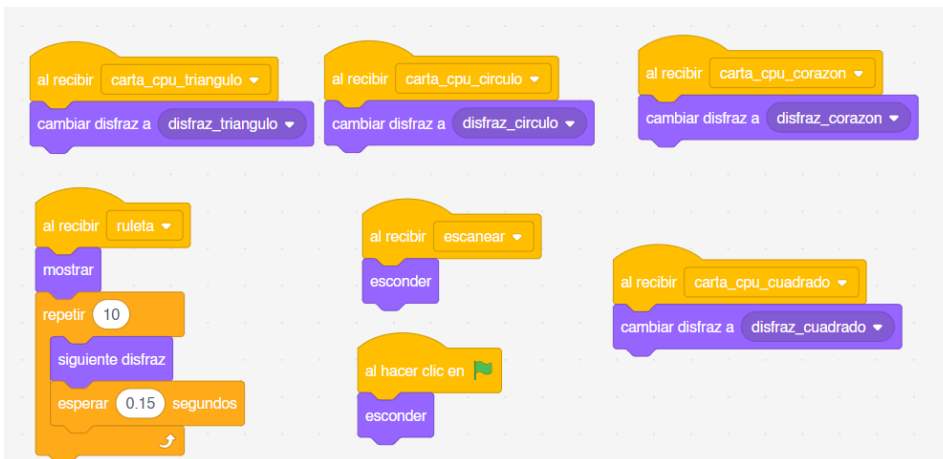 al recibir carta_cpu_triangulo
cambiar disfraz a disfraz_triangulo
al recibir carta_cpu_circulo
cambiar disfraz a disfraz_circulo
al recibir carta_cpu_corazon
cambiar disfraz a disfraz_corazon
al recibir ruleta
mostrar
repetir 10
siguiente disfraz
esperar 0.15 segundos
al recibir escanear
esconder
al hacer clic en
esconder
al recibir carta_cpu_cuadrado
cambiar disfraz a disfraz_cuadrado